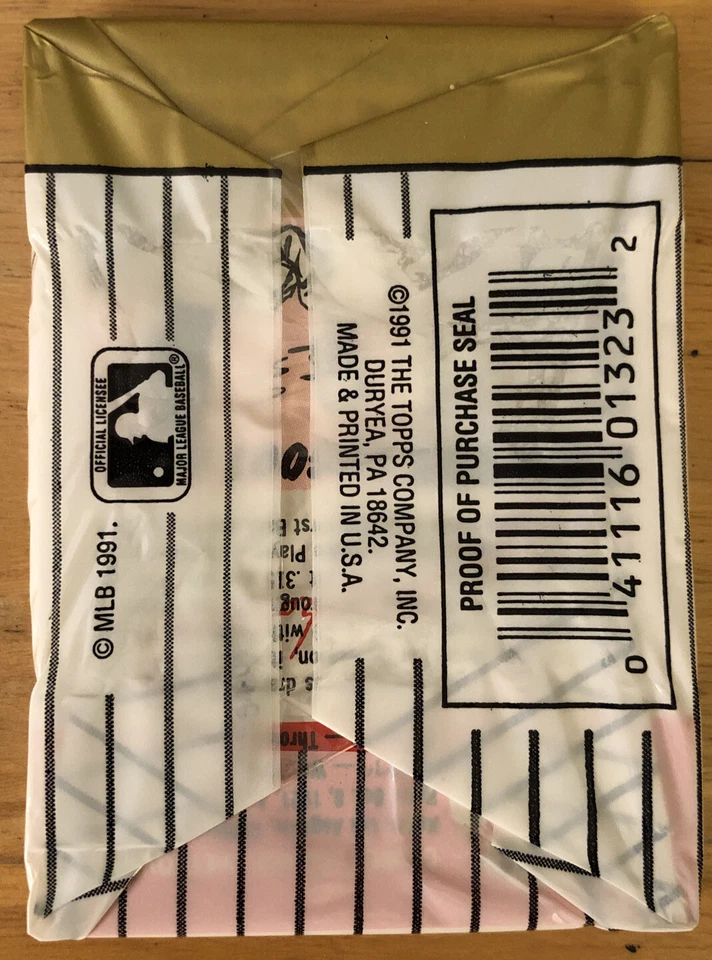 OFFICIAL LICENSEE
MAJOR LEAGUE BASEBALL®
© MLB 1991.
©1991 THE TOPPS COMPANY, INC.
DURYEA, PA 18642.
MADE & PRINTED IN U.S.A.
PROOF OF PURCHASE SEAL
0 41116 01323 2